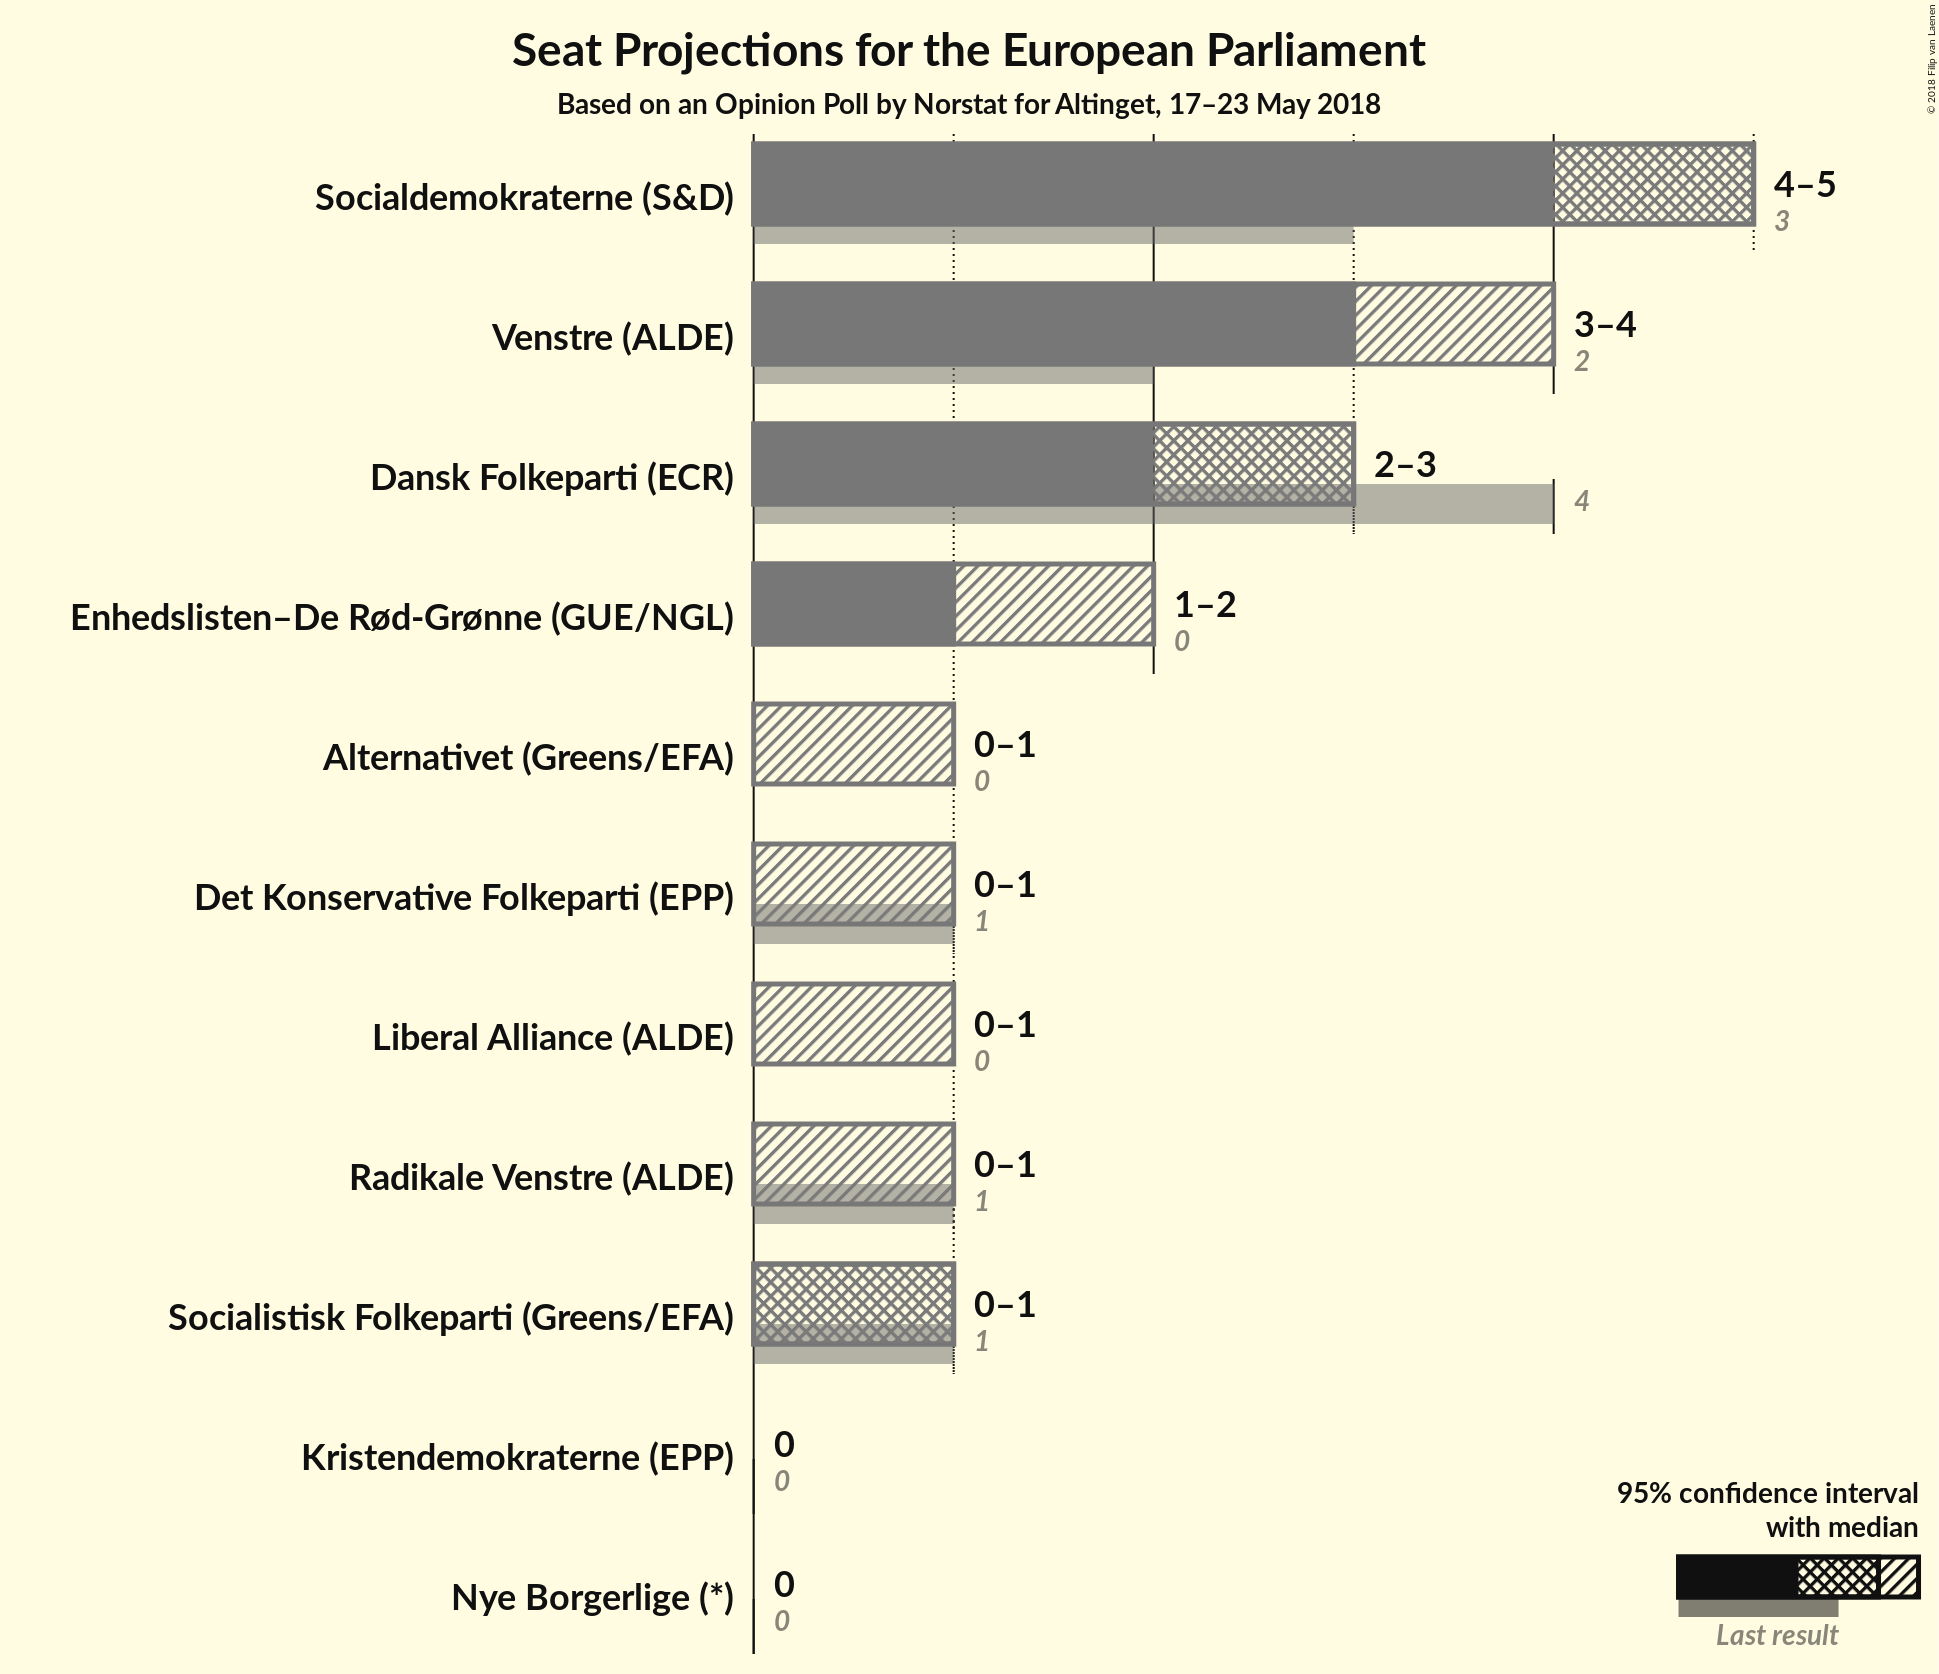 Seat Projections for the European Parliament
Based on an Opinion Poll by Norstat for Altinget, 17–23 May 2018
© 2018 Filip van Laenen
Socialdemokraterne (S&D)
4–5
3
Venstre (ALDE)
3–4
2
Dansk Folkeparti (ECR)
2–3
4
Enhedslisten–De Rød-Grønne (GUE/NGL)
1–2
0
Alternativet (Greens/EFA)
0–1
0
Det Konservative Folkeparti (EPP)
0–1
1
Liberal Alliance (ALDE)
0–1
0
Radikale Venstre (ALDE)
0–1
1
Socialistisk Folkeparti (Greens/EFA)
0–1
1
Kristendemokraterne (EPP)
0
0
Nye Borgerlige (*)
0
0
95% confidence interval
with median
Last result